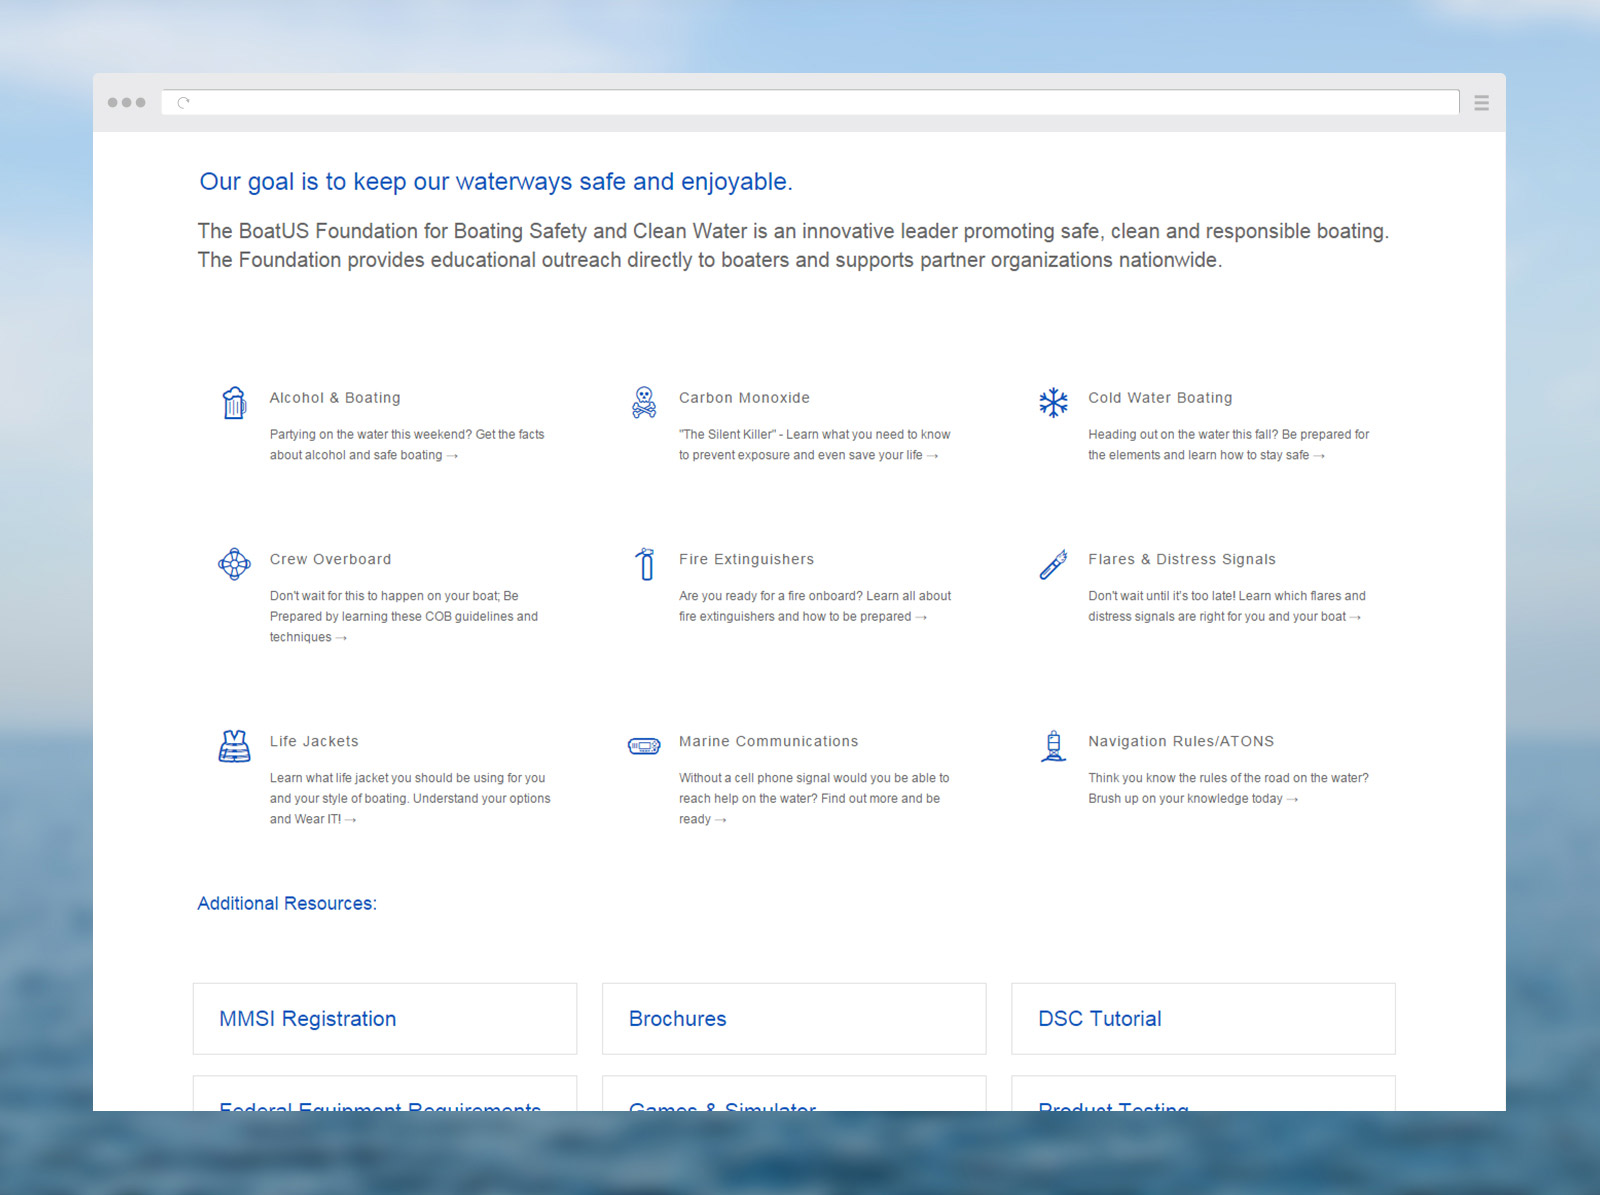 Our goal is to keep our waterways safe and enjoyable.
The BoatUS Foundation for Boating Safety and Clean Water is an innovative leader promoting safe, clean and responsible boating.
The Foundation provides educational outreach directly to boaters and supports partner organizations nationwide.
Alcohol & Boating
Partying on the water this weekend? Get the facts
about alcohol and safe boating →
Carbon Monoxide
"The Silent Killer" - Learn what you need to know
to prevent exposure and even save your life →
Cold Water Boating
Heading out on the water this fall? Be prepared for
the elements and learn how to stay safe →
Crew Overboard
Don't wait for this to happen on your boat; Be
Prepared by learning these COB guidelines and
techniques →
Fire Extinguishers
Are you ready for a fire onboard? Learn all about
fire extinguishers and how to be prepared →
Flares & Distress Signals
Don't wait until it's too late! Learn which flares and
distress signals are right for you and your boat →
Life Jackets
Learn what life jacket you should be using for you
and your style of boating. Understand your options
and Wear IT! →
Marine Communications
Without a cell phone signal would you be able to
reach help on the water? Find out more and be
ready →
Navigation Rules/ATONS
Think you know the rules of the road on the water?
Brush up on your knowledge today →
Additional Resources:
MMSI Registration
Brochures
DSC Tutorial
Federal Equipment Requirements
Games & Simulator
Product Testing